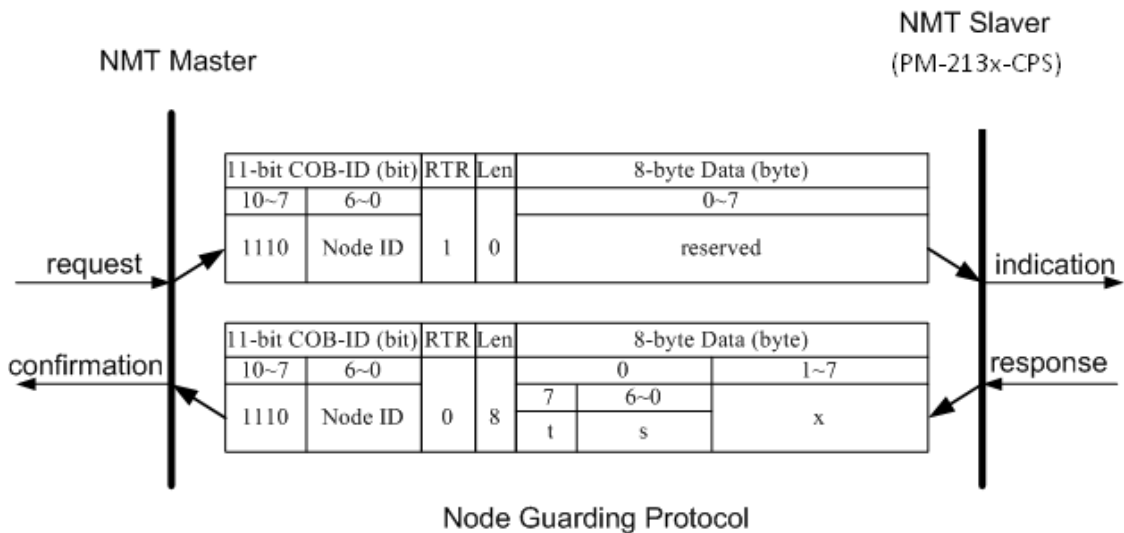 NMT Slaver
NMT Master
(PM-213x-CPS)
11-bit COB-ID (bit) RTR Len 8-byte Data (byte)
10~7 6~0 0~7
1110 Node ID 1 0 reserved
request
indication
11-bit COB-ID (bit) RTR Len 8-byte Data (byte)
confirmation
response
10~7 6~0 0 1~7
7 6~0
1110 Node ID 0 8 x
t s
Node Guarding Protocol